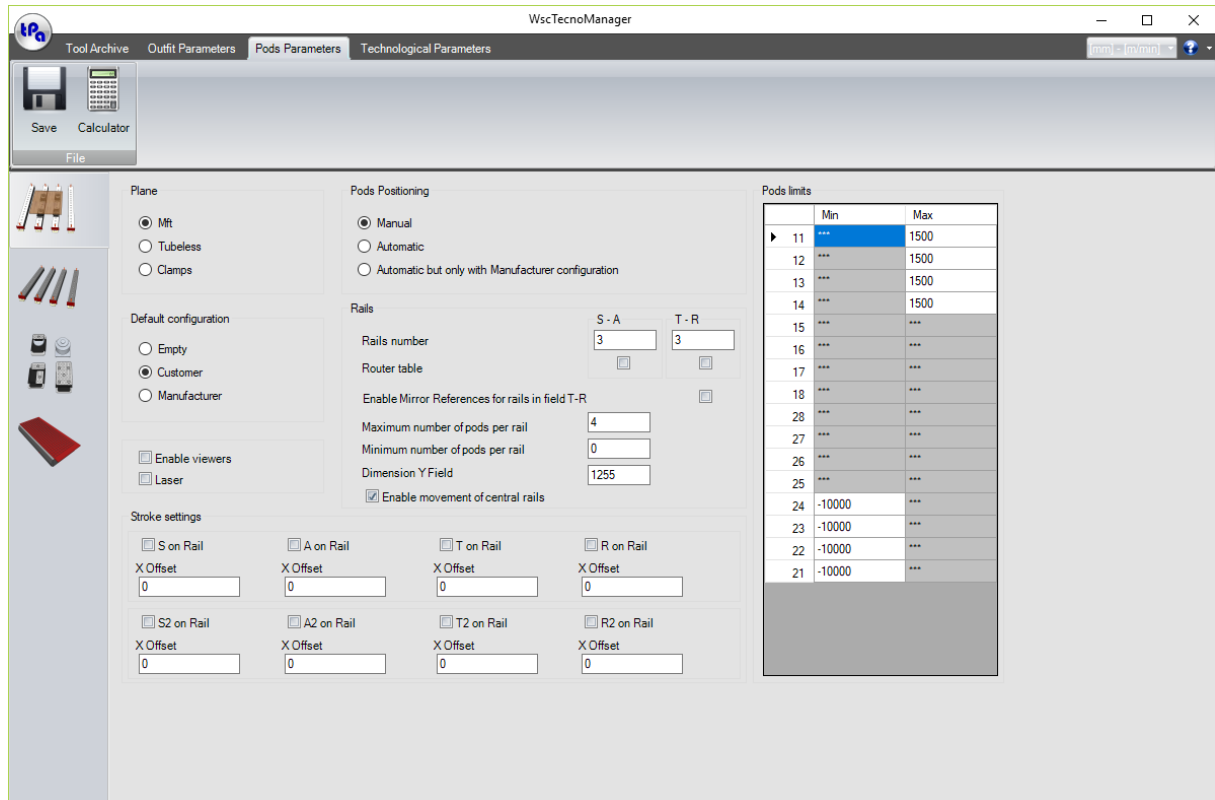 WscTecnoManager
tPa
Tool Archive Outfit Parameters Pods Parameters Technological Parameters [mm] - [m/min]
Save Calculator
File
Plane
Mft
Tubeless
Clamps
Pods Positioning
Manual
Automatic
Automatic but only with Manufacturer configuration
Default configuration
Empty
Customer
Manufacturer
Enable viewers
Laser
Rails
S - A T - R
Rails number 3 3
Router table
Enable Mirror References for rails in field T-R
Maximum number of pods per rail 4
Minimum number of pods per rail 0
Dimension Y Field 1255
Enable movement of central rails
Stroke settings
S on Rail A on Rail T on Rail R on Rail
X Offset X Offset X Offset X Offset
0 0 0 0
S2 on Rail A2 on Rail T2 on Rail R2 on Rail
X Offset X Offset X Offset X Offset
0 0 0 0
Pods limits
Min Max
11 *** 1500
12 *** 1500
13 *** 1500
14 *** 1500
15 *** ***
16 *** ***
17 *** ***
18 *** ***
28 *** ***
27 *** ***
26 *** ***
25 *** ***
24 -10000 ***
23 -10000 ***
22 -10000 ***
21 -10000 ***